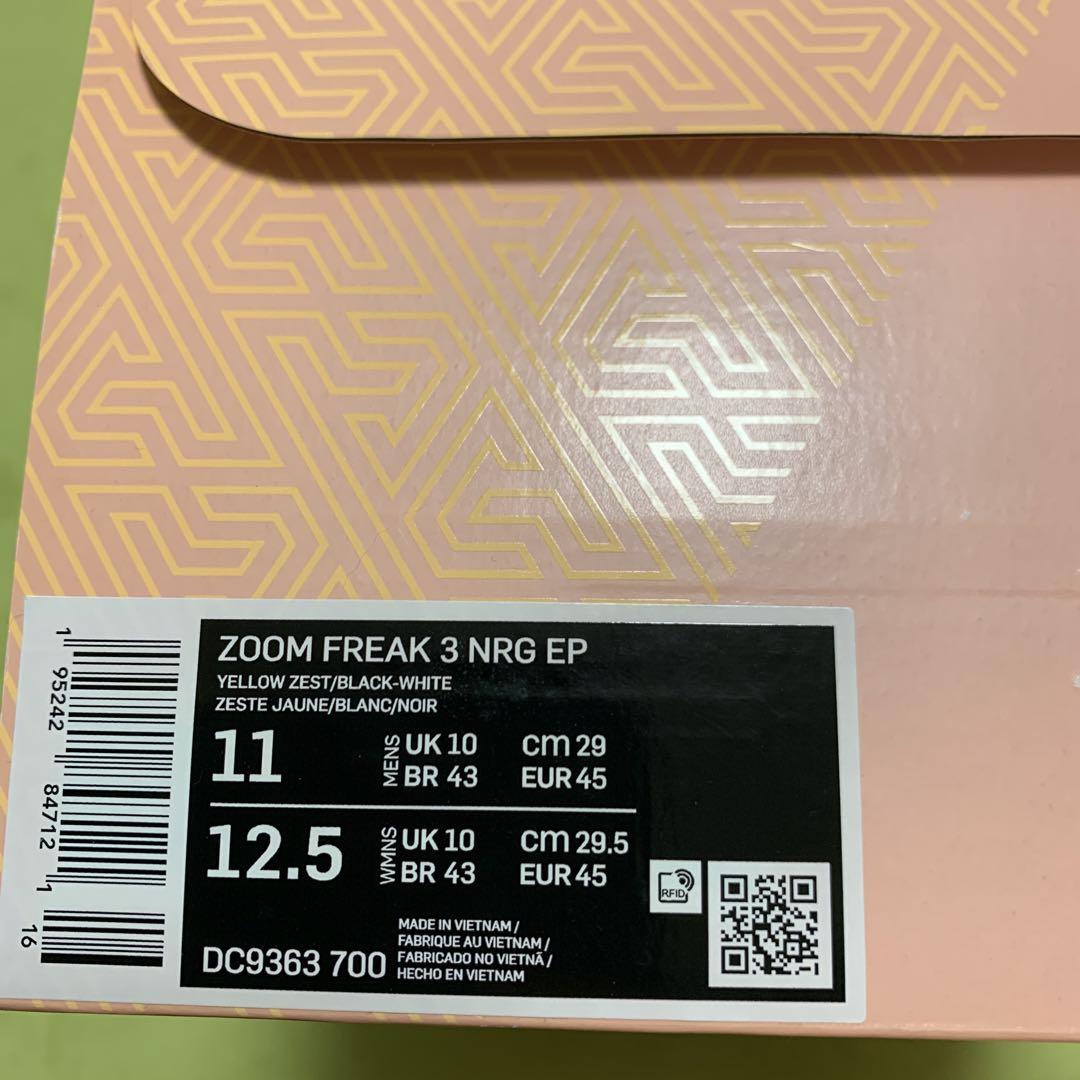 ZOOM FREAK 3 NRG EP
YELLOW ZEST/BLACK-WHITE
ZESTE JAUNE/BLANC/NOIR
11 MENS UK 10 cm 29
BR 43 EUR 45
12.5 WMNS UK 10 cm 29.5
BR 43 EUR 45
RFID
MADE IN VIETNAM /
FABRIQUE AU VIETNAM /
FABRICADO NO VIETNÃ /
HECHO EN VIETNAM
DC9363 700
1 95242 84712 1 16